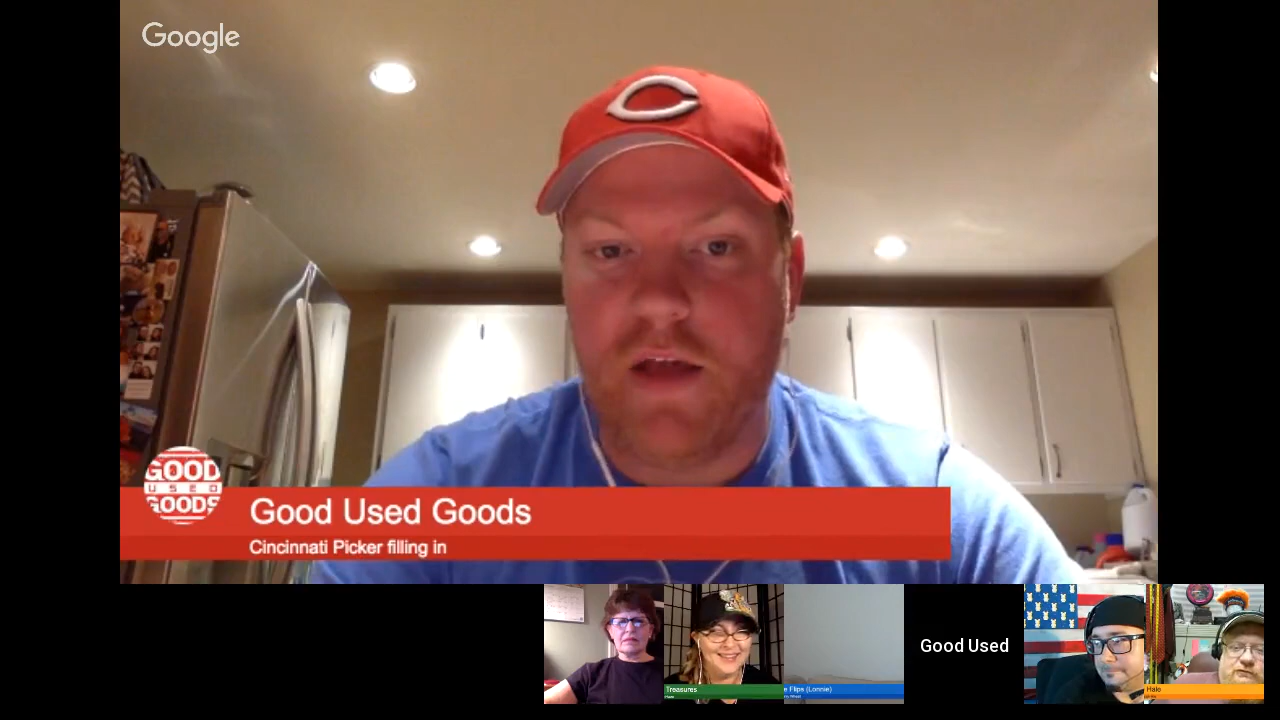 Google
GOOD
USED
GOODS
Good Used Goods
Cincinnati Picker filling in
Good Used
Treasures
e Flips (Lonnie)
Hale